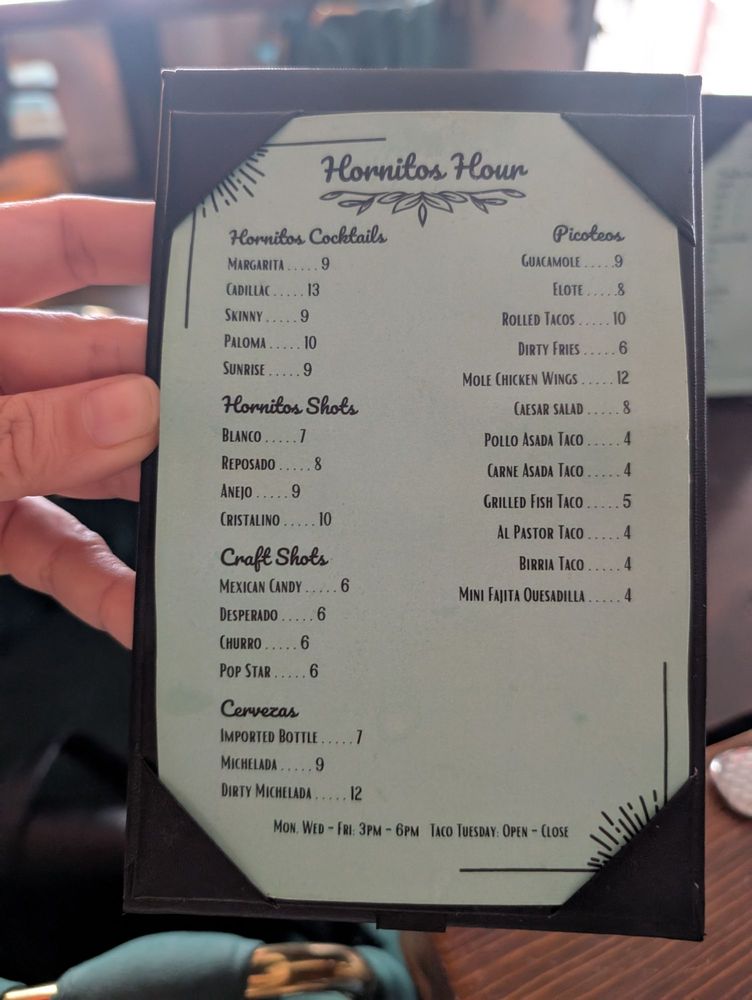 Hornitos Hour
Hornitos Cocktails
Margarita.....9
Cadillac.....13
Skinny.....9
Paloma.....10
Sunrise.....9
Hornitos Shots
Blanco.....7
Reposado.....8
Anejo.....9
Cristalino.....10
Craft Shots
Mexican Candy.....6
Desperado.....6
Churro.....6
Pop Star.....6
Cervezas
Imported Bottle.....7
Michelada.....9
Dirty Michelada.....12
Picoteos
Guacamole.....9
Elote.....8
Rolled Tacos.....10
Dirty Fries.....6
Mole Chicken Wings.....12
Caesar salad.....8
Pollo Asada Taco.....4
Carne Asada Taco.....4
Grilled Fish Taco.....5
Al Pastor Taco.....4
Birria Taco.....4
Mini Fajita Quesadilla.....4
Mon, Wed - Fri: 3pm - 6pm Taco Tuesday: Open - Close